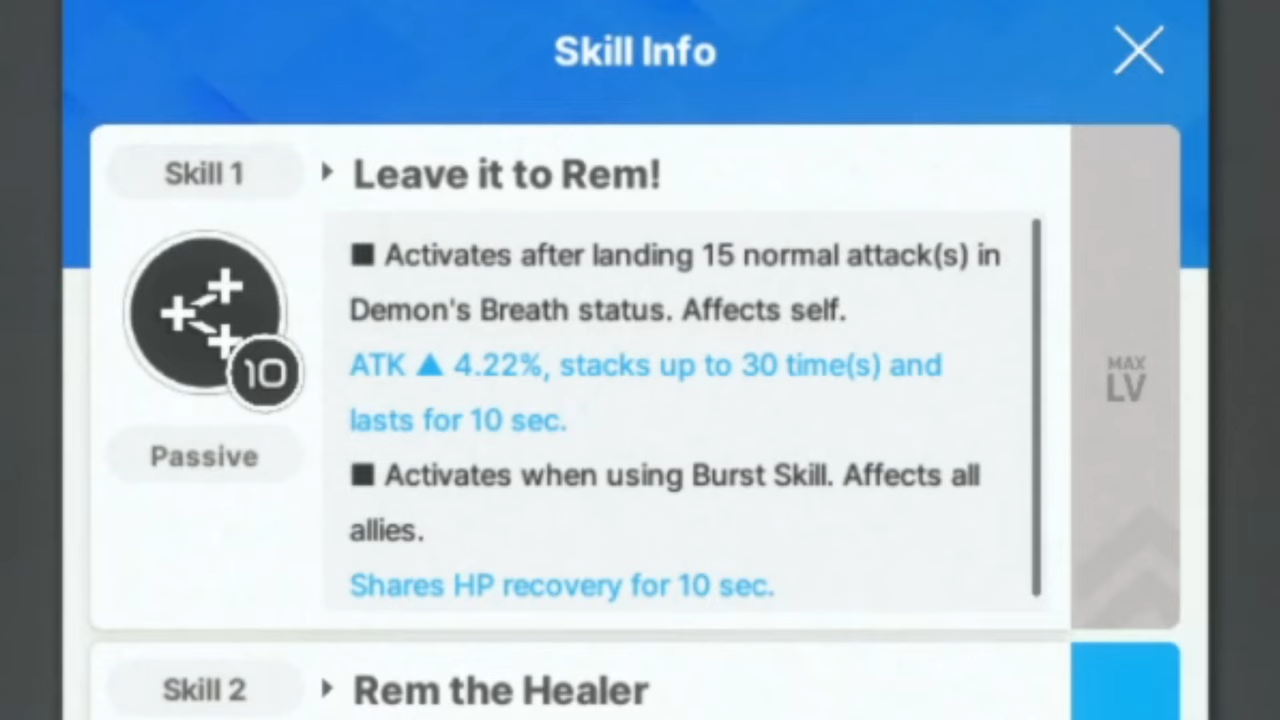 Skill Info
Skill 1
Leave it to Rem!
■ Activates after landing 15 normal attack(s) in
Demon's Breath status. Affects self.
ATK ▲ 4.22%, stacks up to 30 time(s) and
lasts for 10 sec.
■ Activates when using Burst Skill. Affects all
allies.
Shares HP recovery for 10 sec.
10
Passive
MAX
LV
Skill 2
Rem the Healer